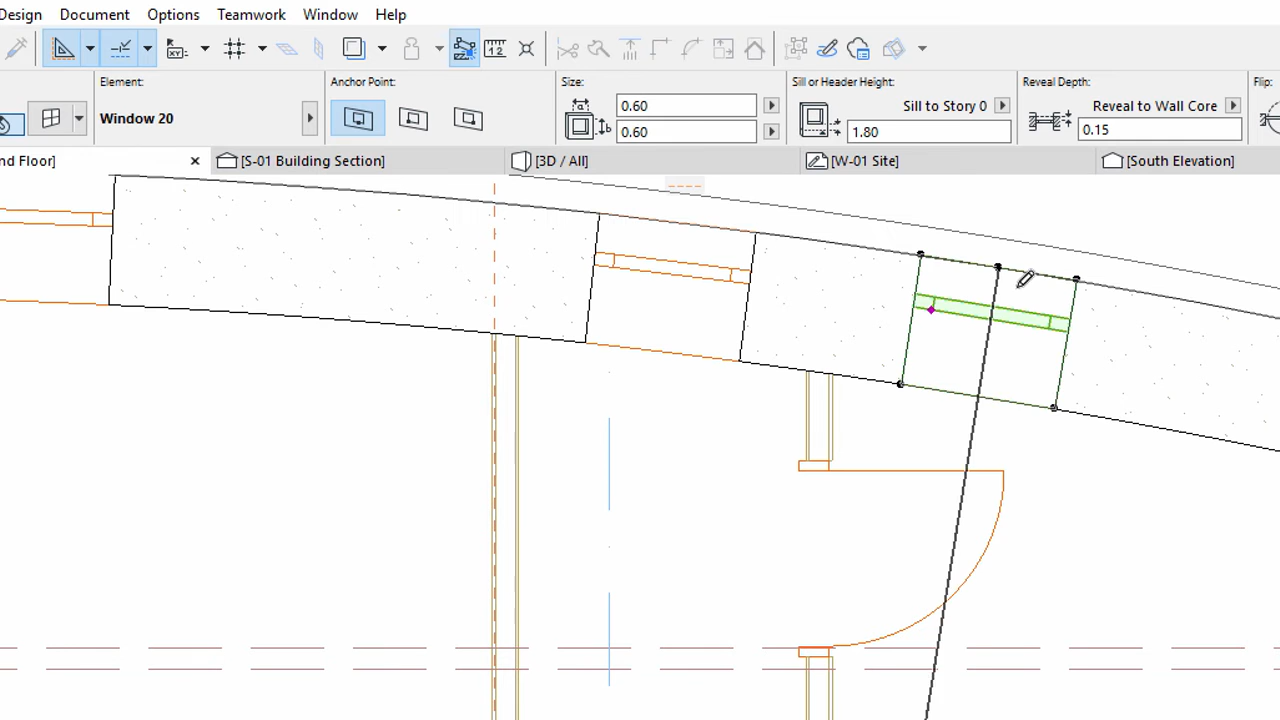 Design Document Options Teamwork Window Help
Element: Anchor Point: Size: Sill or Header Height: Reveal Depth: Flip:
Window 20
0.60 Sill to Story 0 Reveal to Wall Core
0.60 1.80 0.15
nd Floor] [S-01 Building Section] [3D / All] [W-01 Site] [South Elevation]